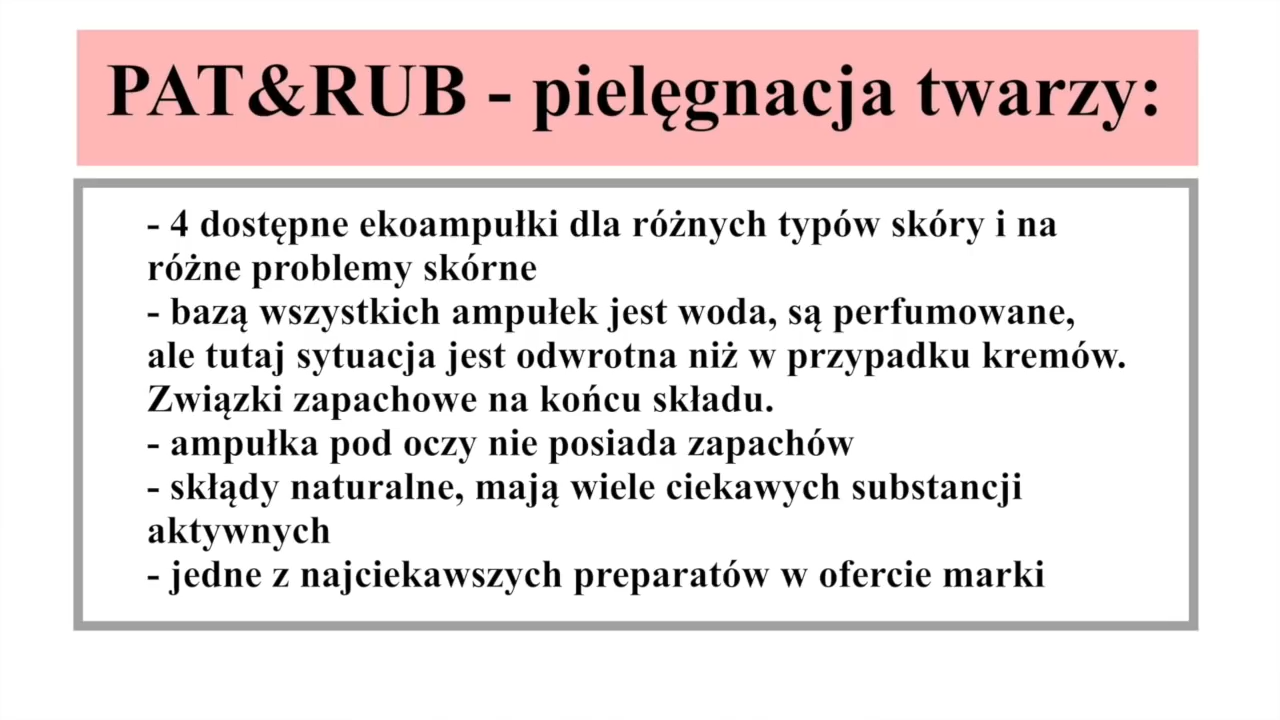 PAT&RUB - pielęgnacja twarzy:
- 4 dostępne ekoampułki dla różnych typów skóry i na
różne problemy skórne
- bazą wszystkich ampułek jest woda, są perfumowane,
ale tutaj sytuacja jest odwrotna niż w przypadku kremów.
Związki zapachowe na końcu składu.
- ampułka pod oczy nie posiada zapachów
- skłądy naturalne, mają wiele ciekawych substancji
aktywnych
- jedne z najciekawszych preparatów w ofercie marki